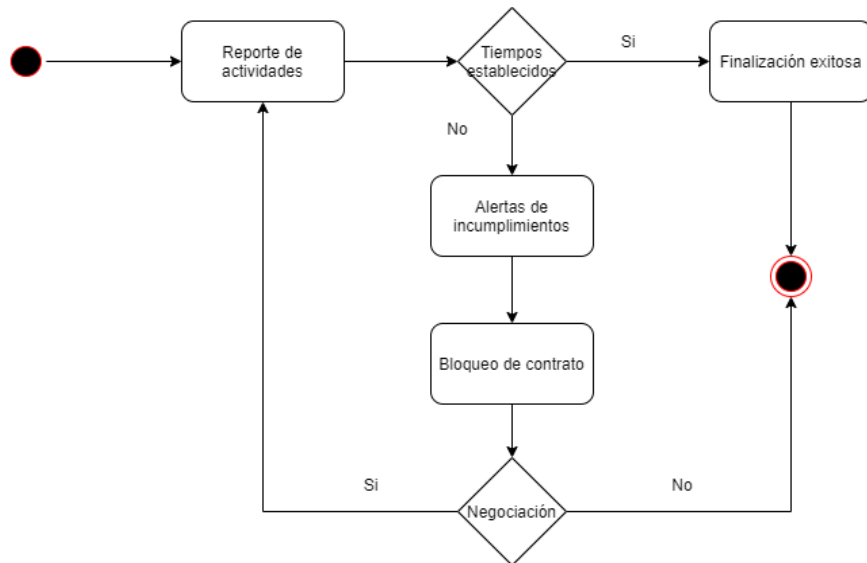 Reporte de
actividades
Tiempos
establecidos
Si
Finalización exitosa
No
Alertas de
incumplimientos
Bloqueo de contrato
Si
Negociación
No